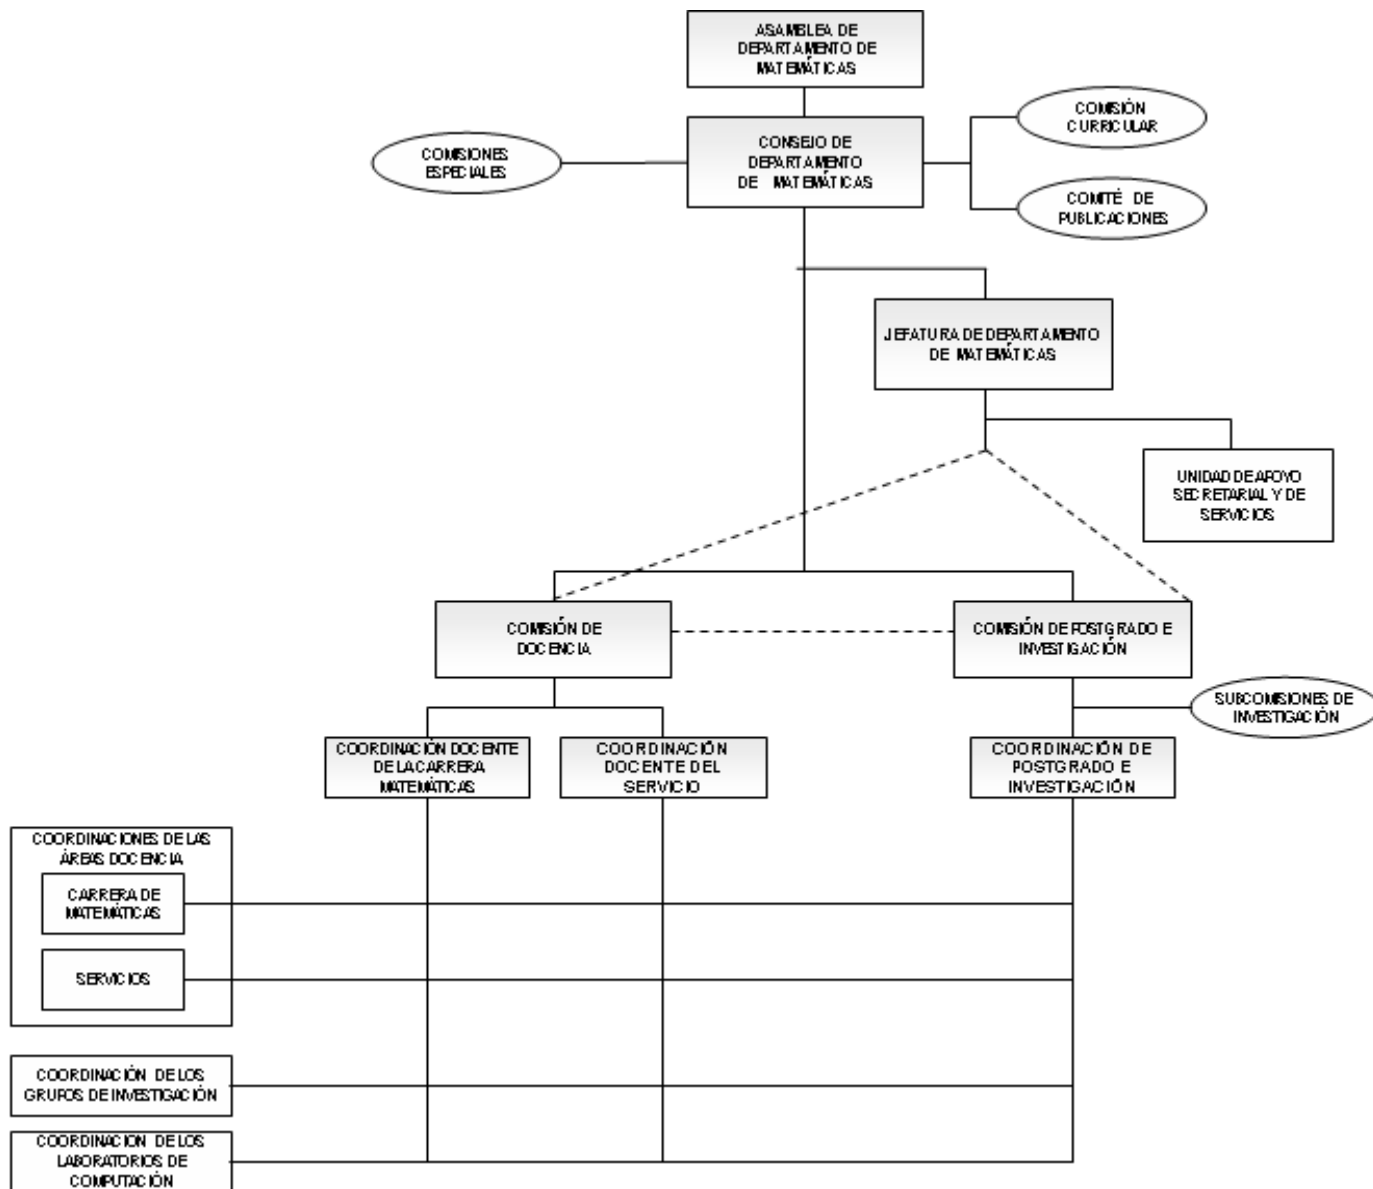 ASAMBLEA DE
DEPARTAMENTO DE
MATEMÁTICAS
COMISIÓN
CURRICULAR
CONSEJO DE
DEPARTAMENTO
DE MATEMÁTICAS
COMISIONES
ESPECIALES
COMITÉ DE
PUBLICACIONES
JEFATURA DE DEPARTAMENTO
DE MATEMÁTICAS
UNIDAD DE APOYO
SECRETARIAL Y DE
SERVICIOS
COMISIÓN DE
DOCENCIA
COMISIÓN DE POSTGRADO E
INVESTIGACIÓN
SUBCOMISIONES DE
INVESTIGACIÓN
COORDINACIÓN DOCENTE
DE LA CARRERA
MATEMÁTICAS
COORDINACIÓN
DOCENTE DEL
SERVICIO
COORDINACIÓN DE
POSTGRADO E
INVESTIGACIÓN
COORDINACIONES DE LAS
ÁREAS DOCENCIA
CARRERA DE
MATEMÁTICAS
SERVICIOS
COORDINACIÓN DE LOS
GRUPOS DE INVESTIGACIÓN
COORDINACION DE LOS
LABORATORIOS DE
COMPUTACIÓN